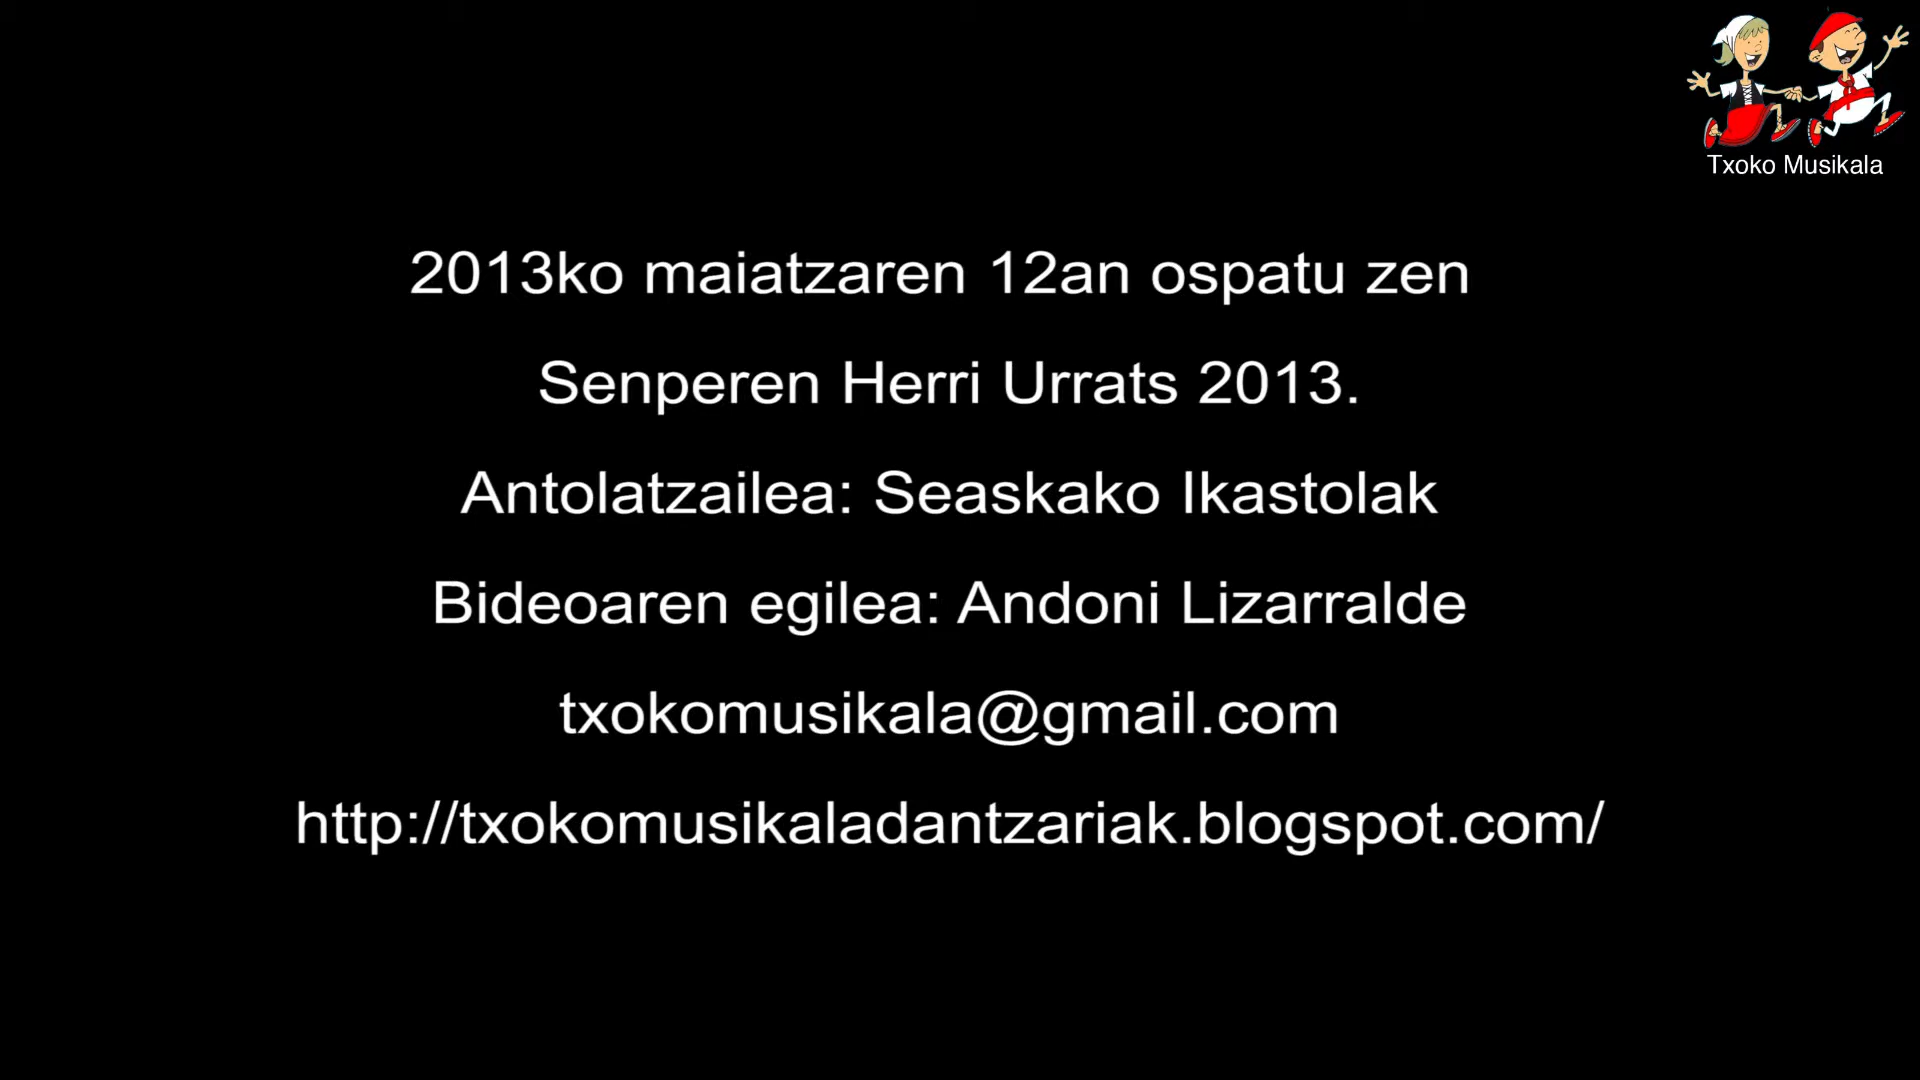 Txoko Musikala
2013ko maiatzaren 12an ospatu zen
Senperen Herri Urrats 2013.
Antolatzailea: Seaskako Ikastolak
Bideoaren egilea: Andoni Lizarralde
txokomusikala@gmail.com
http://txokomusikaladantzariak.blogspot.com/